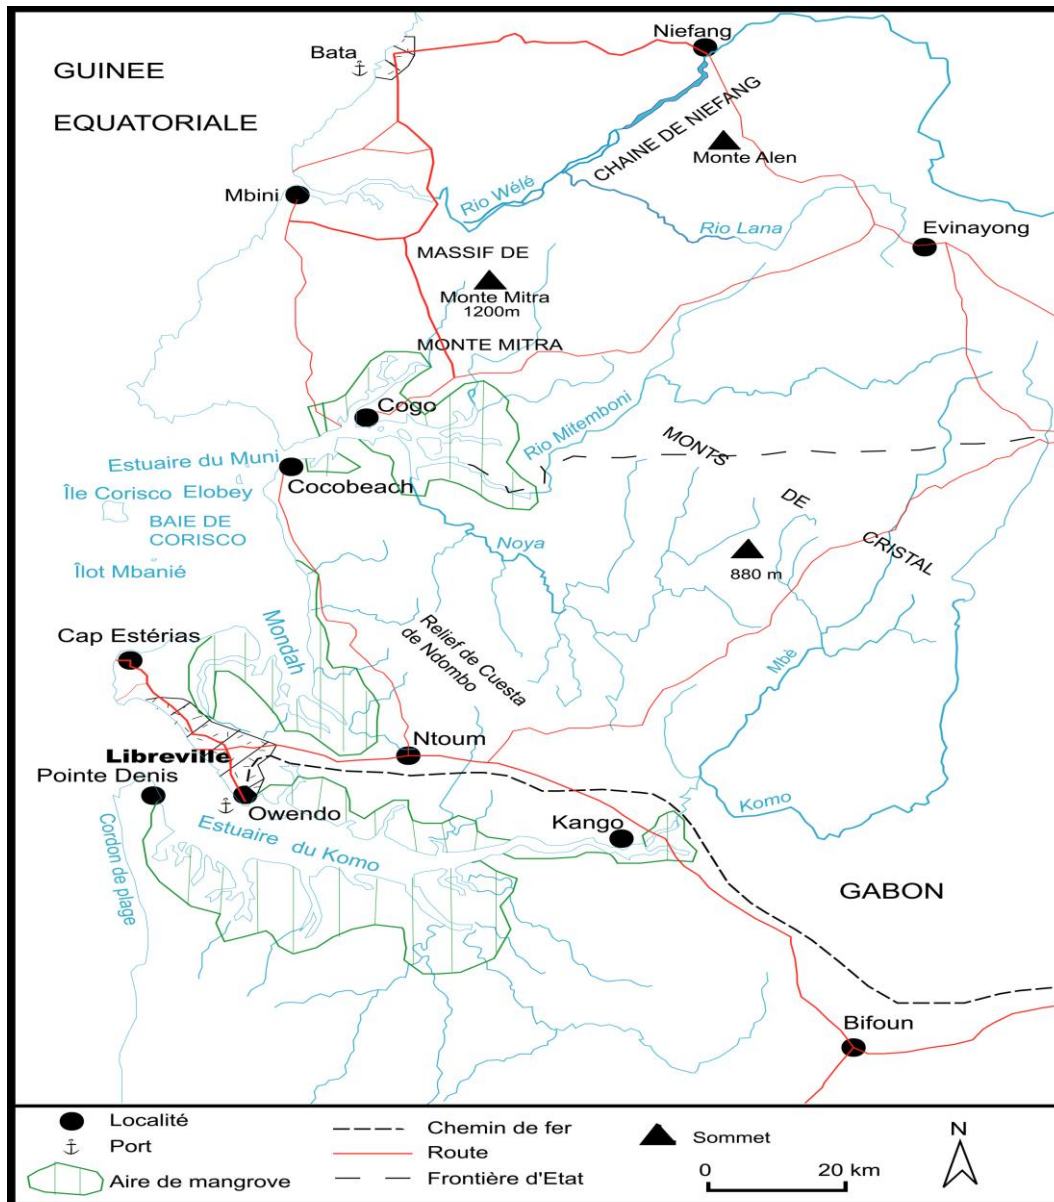 GUINEE
EQUATORIALE
Bata
Niefang
CHAINE DE NIEFANG
Monte Alen
Mbini
Rio Wélé
Rio Lana
Evinayong
MASSIF DE
Monte Mitra
1200m
MONTE MITRA
Cogo
Rio Mitemboni
MONTS
DE
CRISTAL
Estuaire du Muni
Cocobeach
Île Corisco
Elobey
BAIE DE
CORISCO
Îlot Mbanié
Noya
880 m
Cap Estérias
Mondah
Relief de Cuesta
de Ndombo
Mbè
Ntoum
Libreville
Pointe Denis
Owendo
Komo
Estuaire du Komo
Kango
Cordon de plage
GABON
Bifoun
Localité
Port
Aire de mangrove
Chemin de fer
Route
Frontière d'Etat
Sommet
0 20 km
N